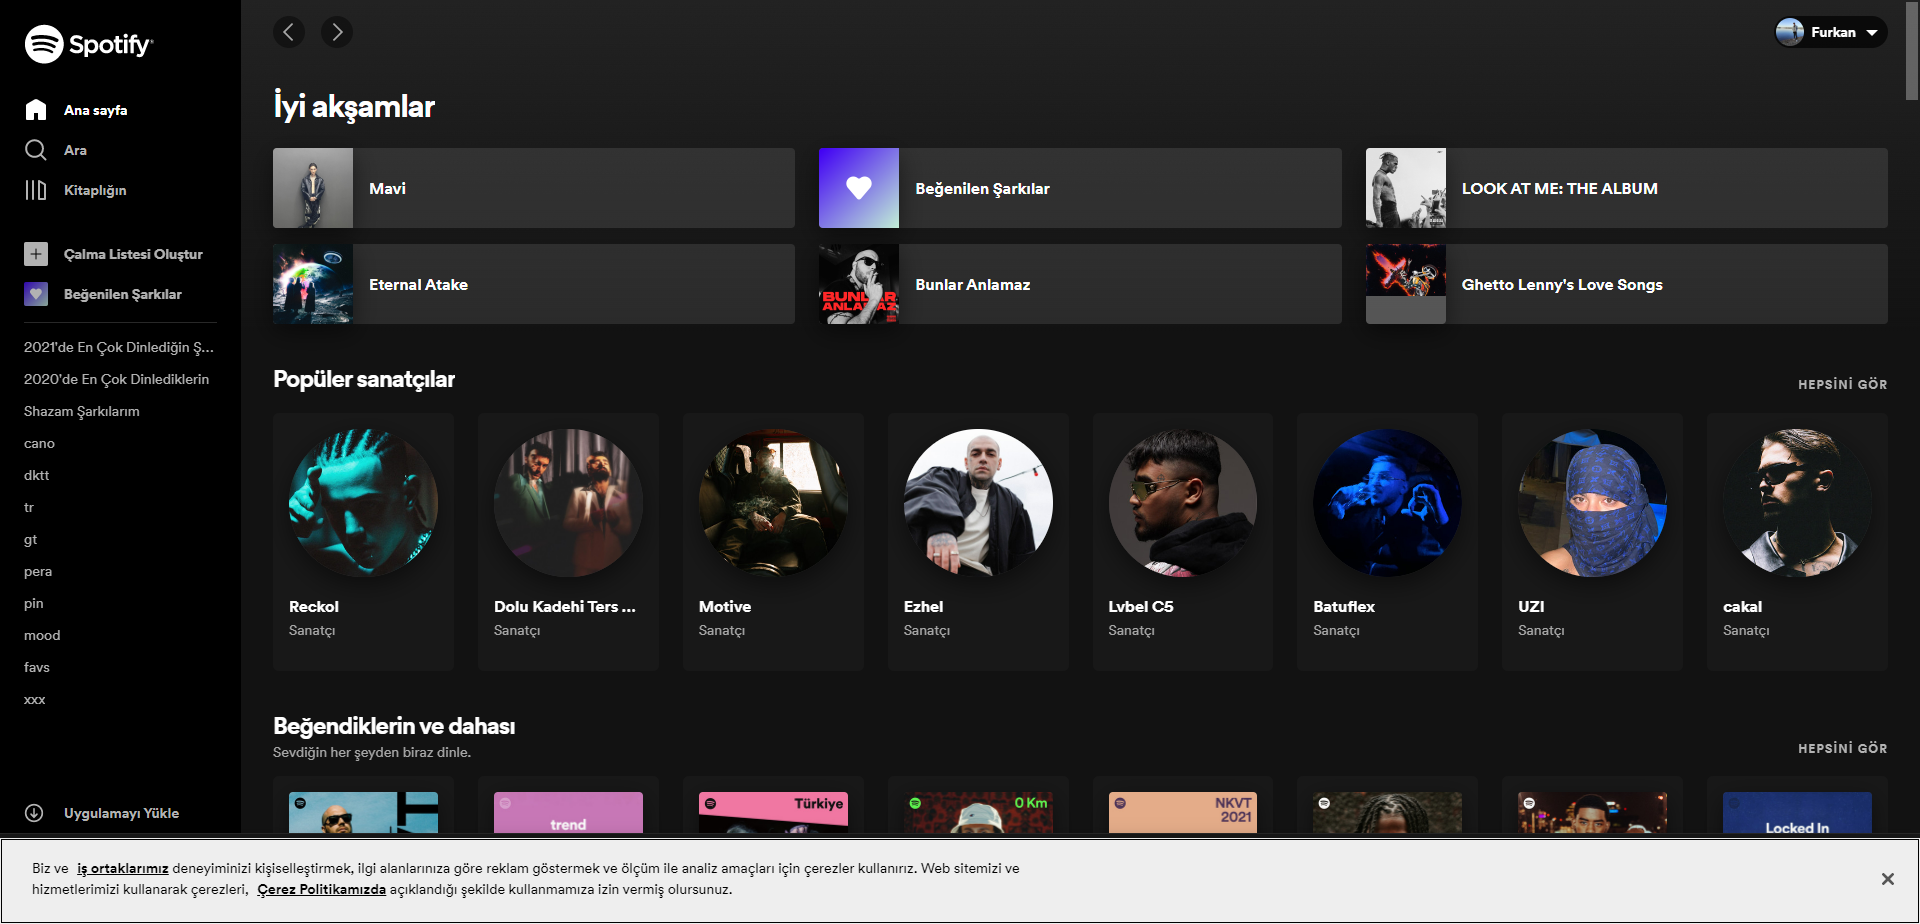 Spotify
Ana sayfa
Ara
Kitaplığın
Çalma Listesi Oluştur
Beğenilen Şarkılar
2021'de En Çok Dinlediğin Ş...
2020'de En Çok Dinlediklerin
Shazam Şarkılarım
cano
dktt
tr
gt
pera
pin
mood
favs
xxx
Uygulamayı Yükle
Furkan
İyi akşamlar
Mavi
Beğenilen Şarkılar
LOOK AT ME: THE ALBUM
Eternal Atake
BUNLAR
ANLAMAZ
Bunlar Anlamaz
Ghetto Lenny's Love Songs
Popüler sanatçılar
HEPSİNİ GÖR
Reckol
Sanatçı
Dolu Kadehi Ters ...
Sanatçı
Motive
Sanatçı
Ezhel
Sanatçı
Lvbel C5
Sanatçı
Batuflex
Sanatçı
UZI
Sanatçı
cakal
Sanatçı
Beğendiklerin ve dahası
Sevdiğin her şeyden biraz dinle.
HEPSİNİ GÖR
trend
Türkiye
0 Km
NKVT
2021
Locked In
Biz ve iş ortaklarımız deneyiminizi kişiselleştirmek, ilgi alanlarınıza göre reklam göstermek ve ölçüm ile analiz amaçları için çerezler kullanırız. Web sitemizi ve
hizmetlerimizi kullanarak çerezleri, Çerez Politikamızda açıklandığı şekilde kullanmamıza izin vermiş olursunuz.